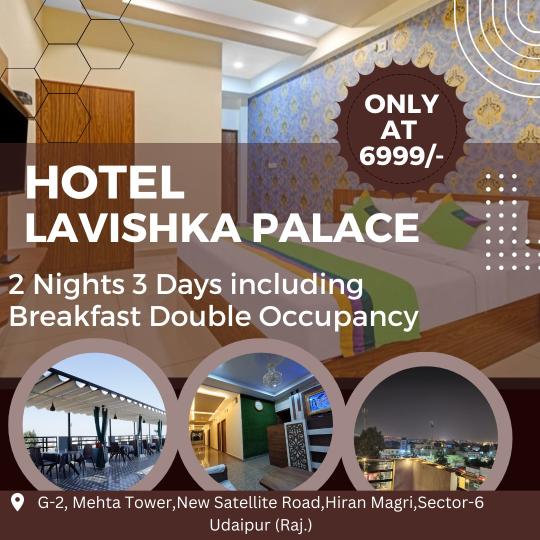 ONLY
AT
6999/-
HOTEL
LAVISHKA PALACE
2 Nights 3 Days including
Breakfast Double Occupancy
G-2, Mehta Tower,New Satellite Road,Hiran Magri,Sector-6
Udaipur (Raj.)